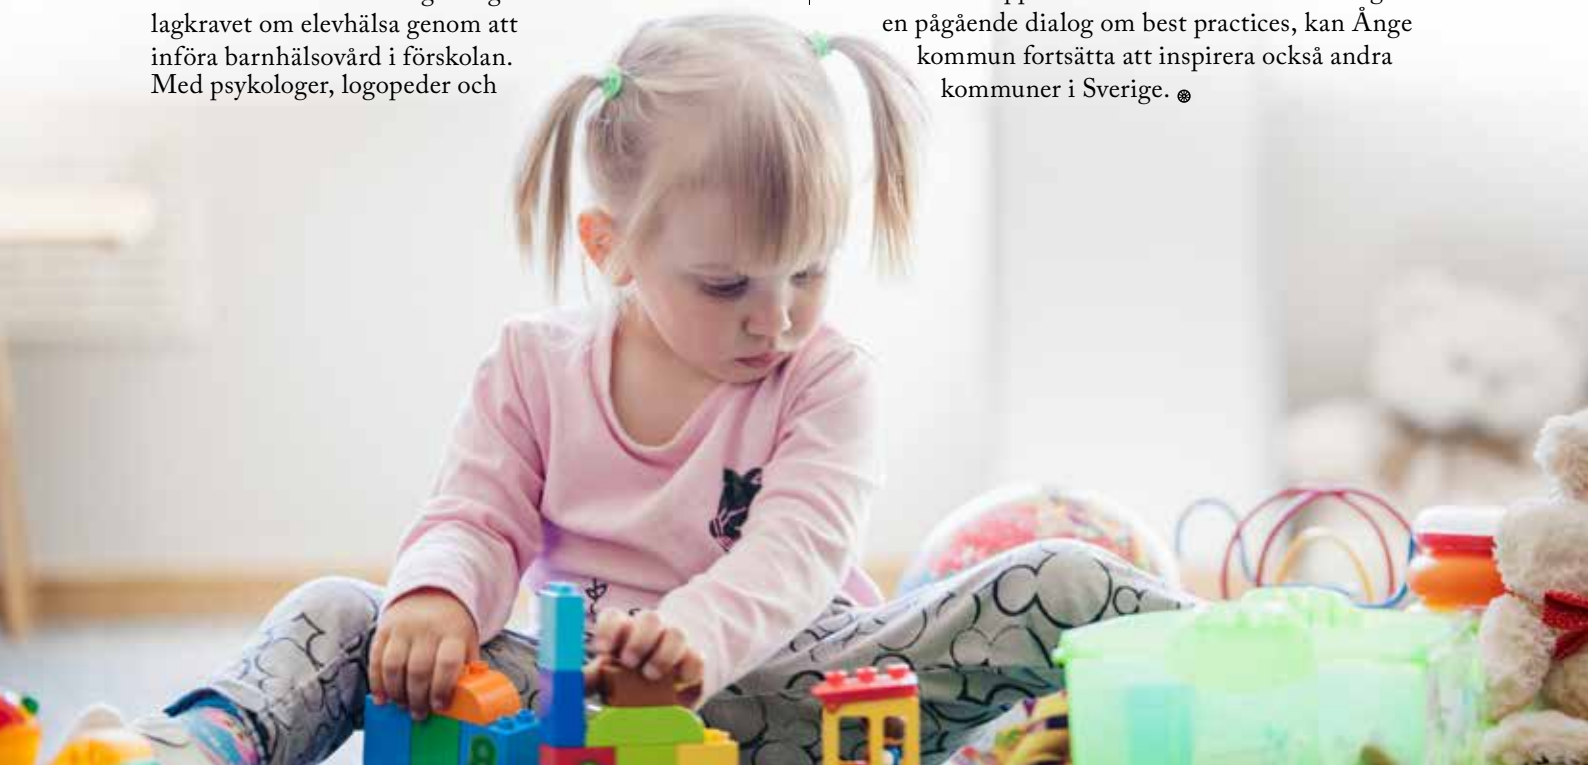 lagkravet om elevhälsa genom att
införa barnhälsovård i förskolan.
Med psykologer, logopeder och
en pågående dialog om best practices, kan Ånge
kommun fortsätta att inspirera också andra
kommuner i Sverige.
8